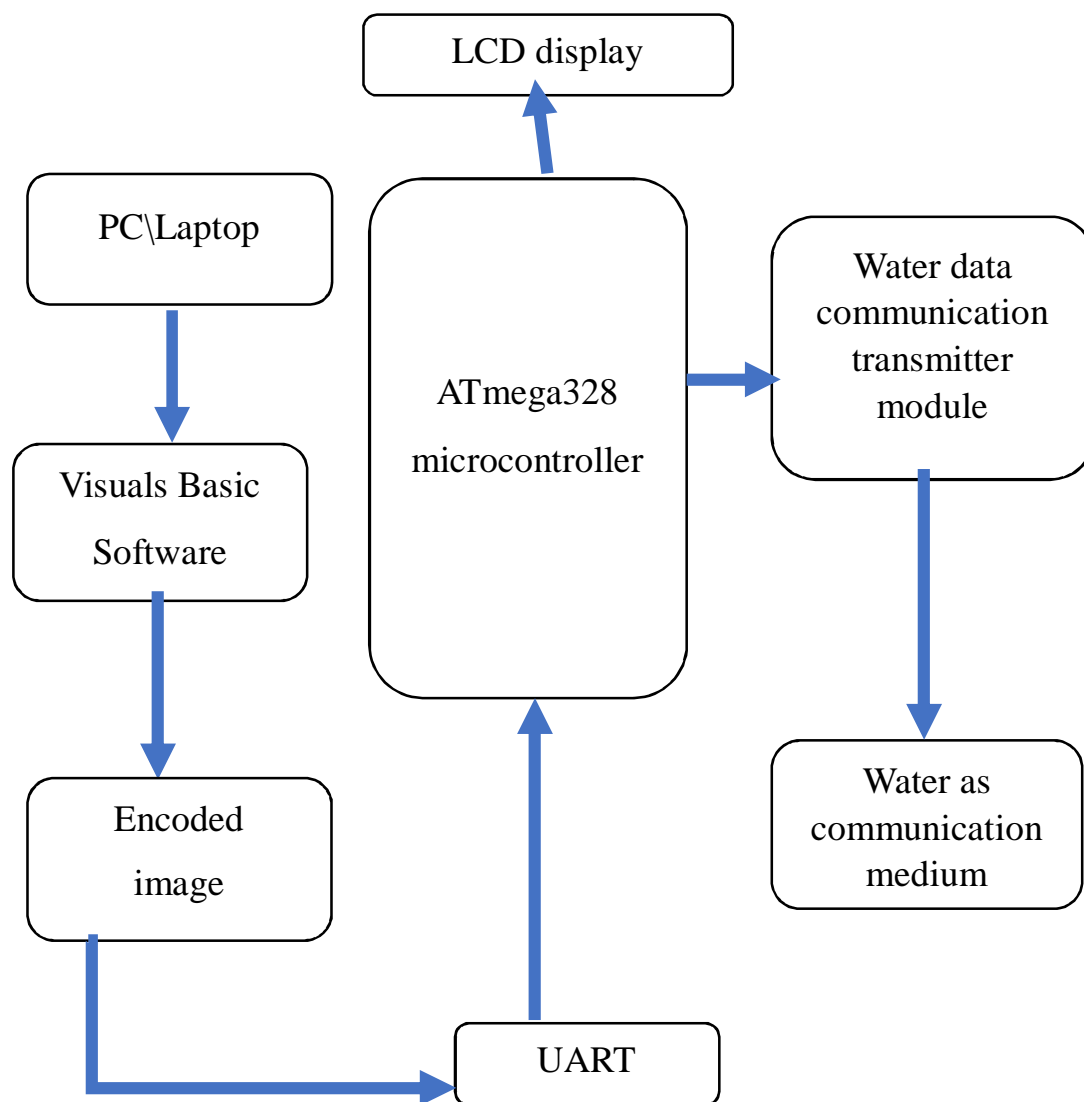 LCD display
PC\Laptop
Visuals Basic
Software
Encoded
image
UART
ATmega328
microcontroller
Water data
communication
transmitter
module
Water as
communication
medium